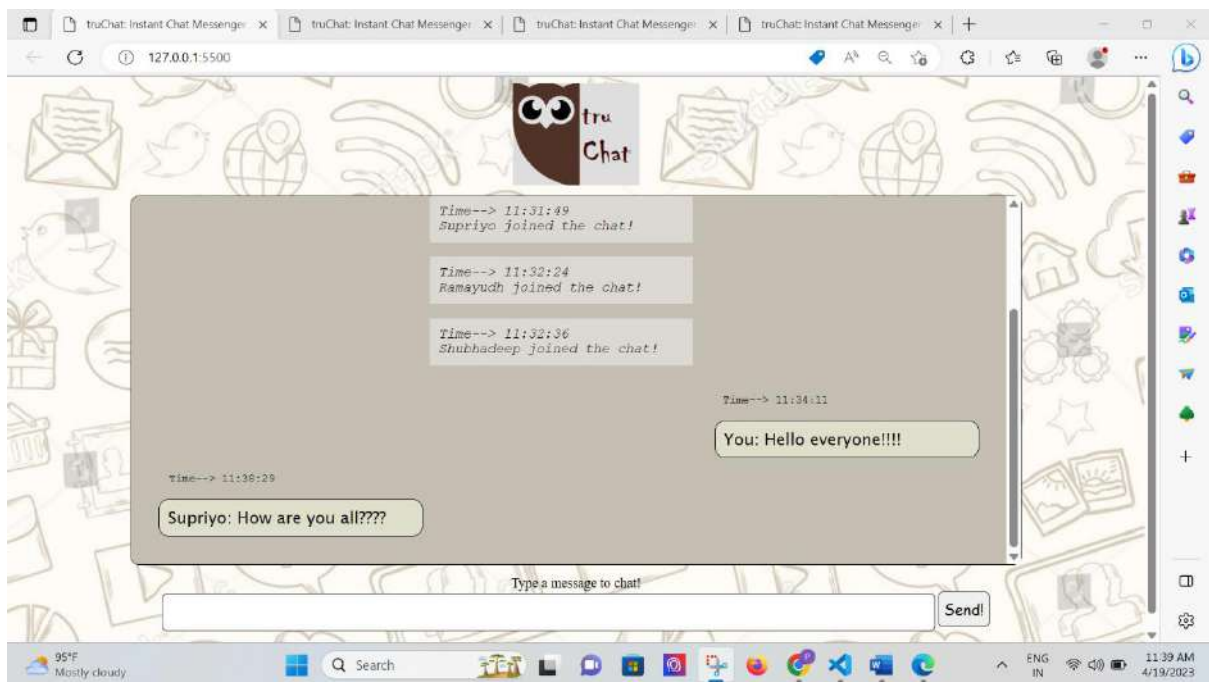 truChat: Instant Chat Messenger
truChat: Instant Chat Messenger
truChat: Instant Chat Messenger
truChat: Instant Chat Messenger
127.0.0.1:5500
tru
Chat
Time--> 11:31:49
Supriyo joined the chat!
Time--> 11:32:24
Ramayudh joined the chat!
Time--> 11:32:36
Shubhadeep joined the chat!
Time--> 11:34:11
You: Hello everyone!!!!
Time--> 11:38:29
Supriyo: How are you all????
Type a message to chat!
Send!
95°F
Mostly cloudy
Search
ENG
IN
11:39 AM
4/19/2023